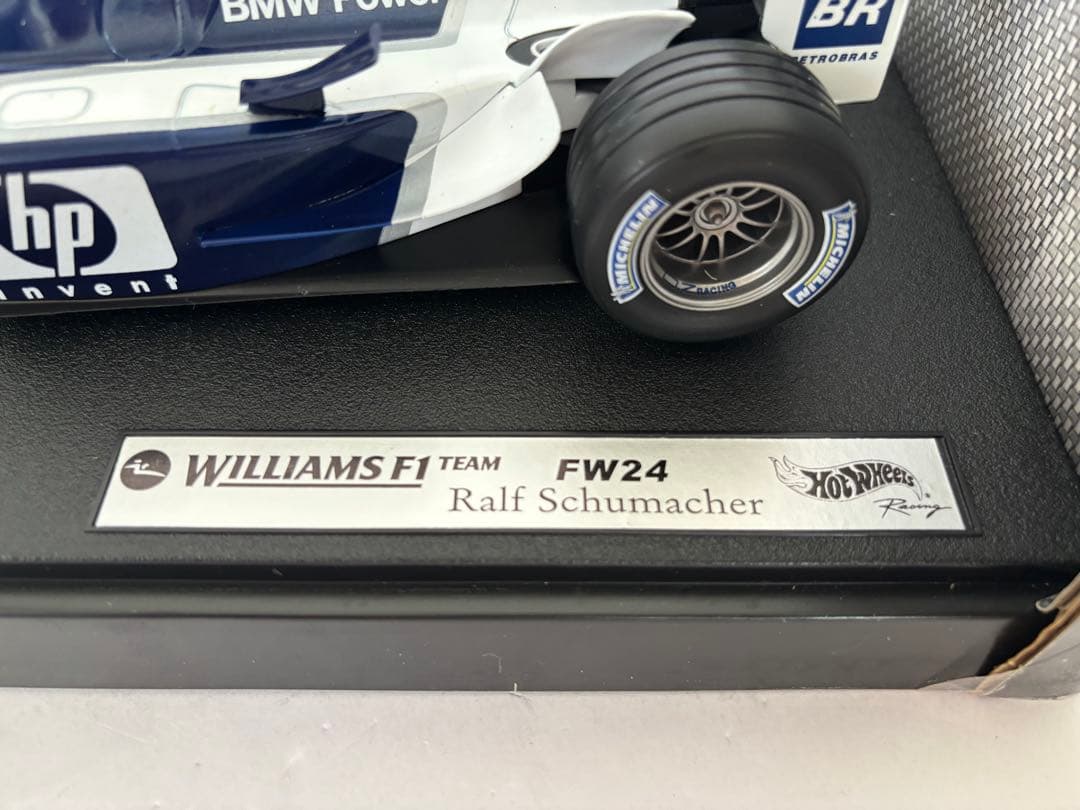 BMW Power
BR
PETROBRAS
hp
invent
MICHELIN
MICHELIN
RACING
WILLIAMS F1 TEAM FW24
Ralf Schumacher
Hot Wheels
Racing